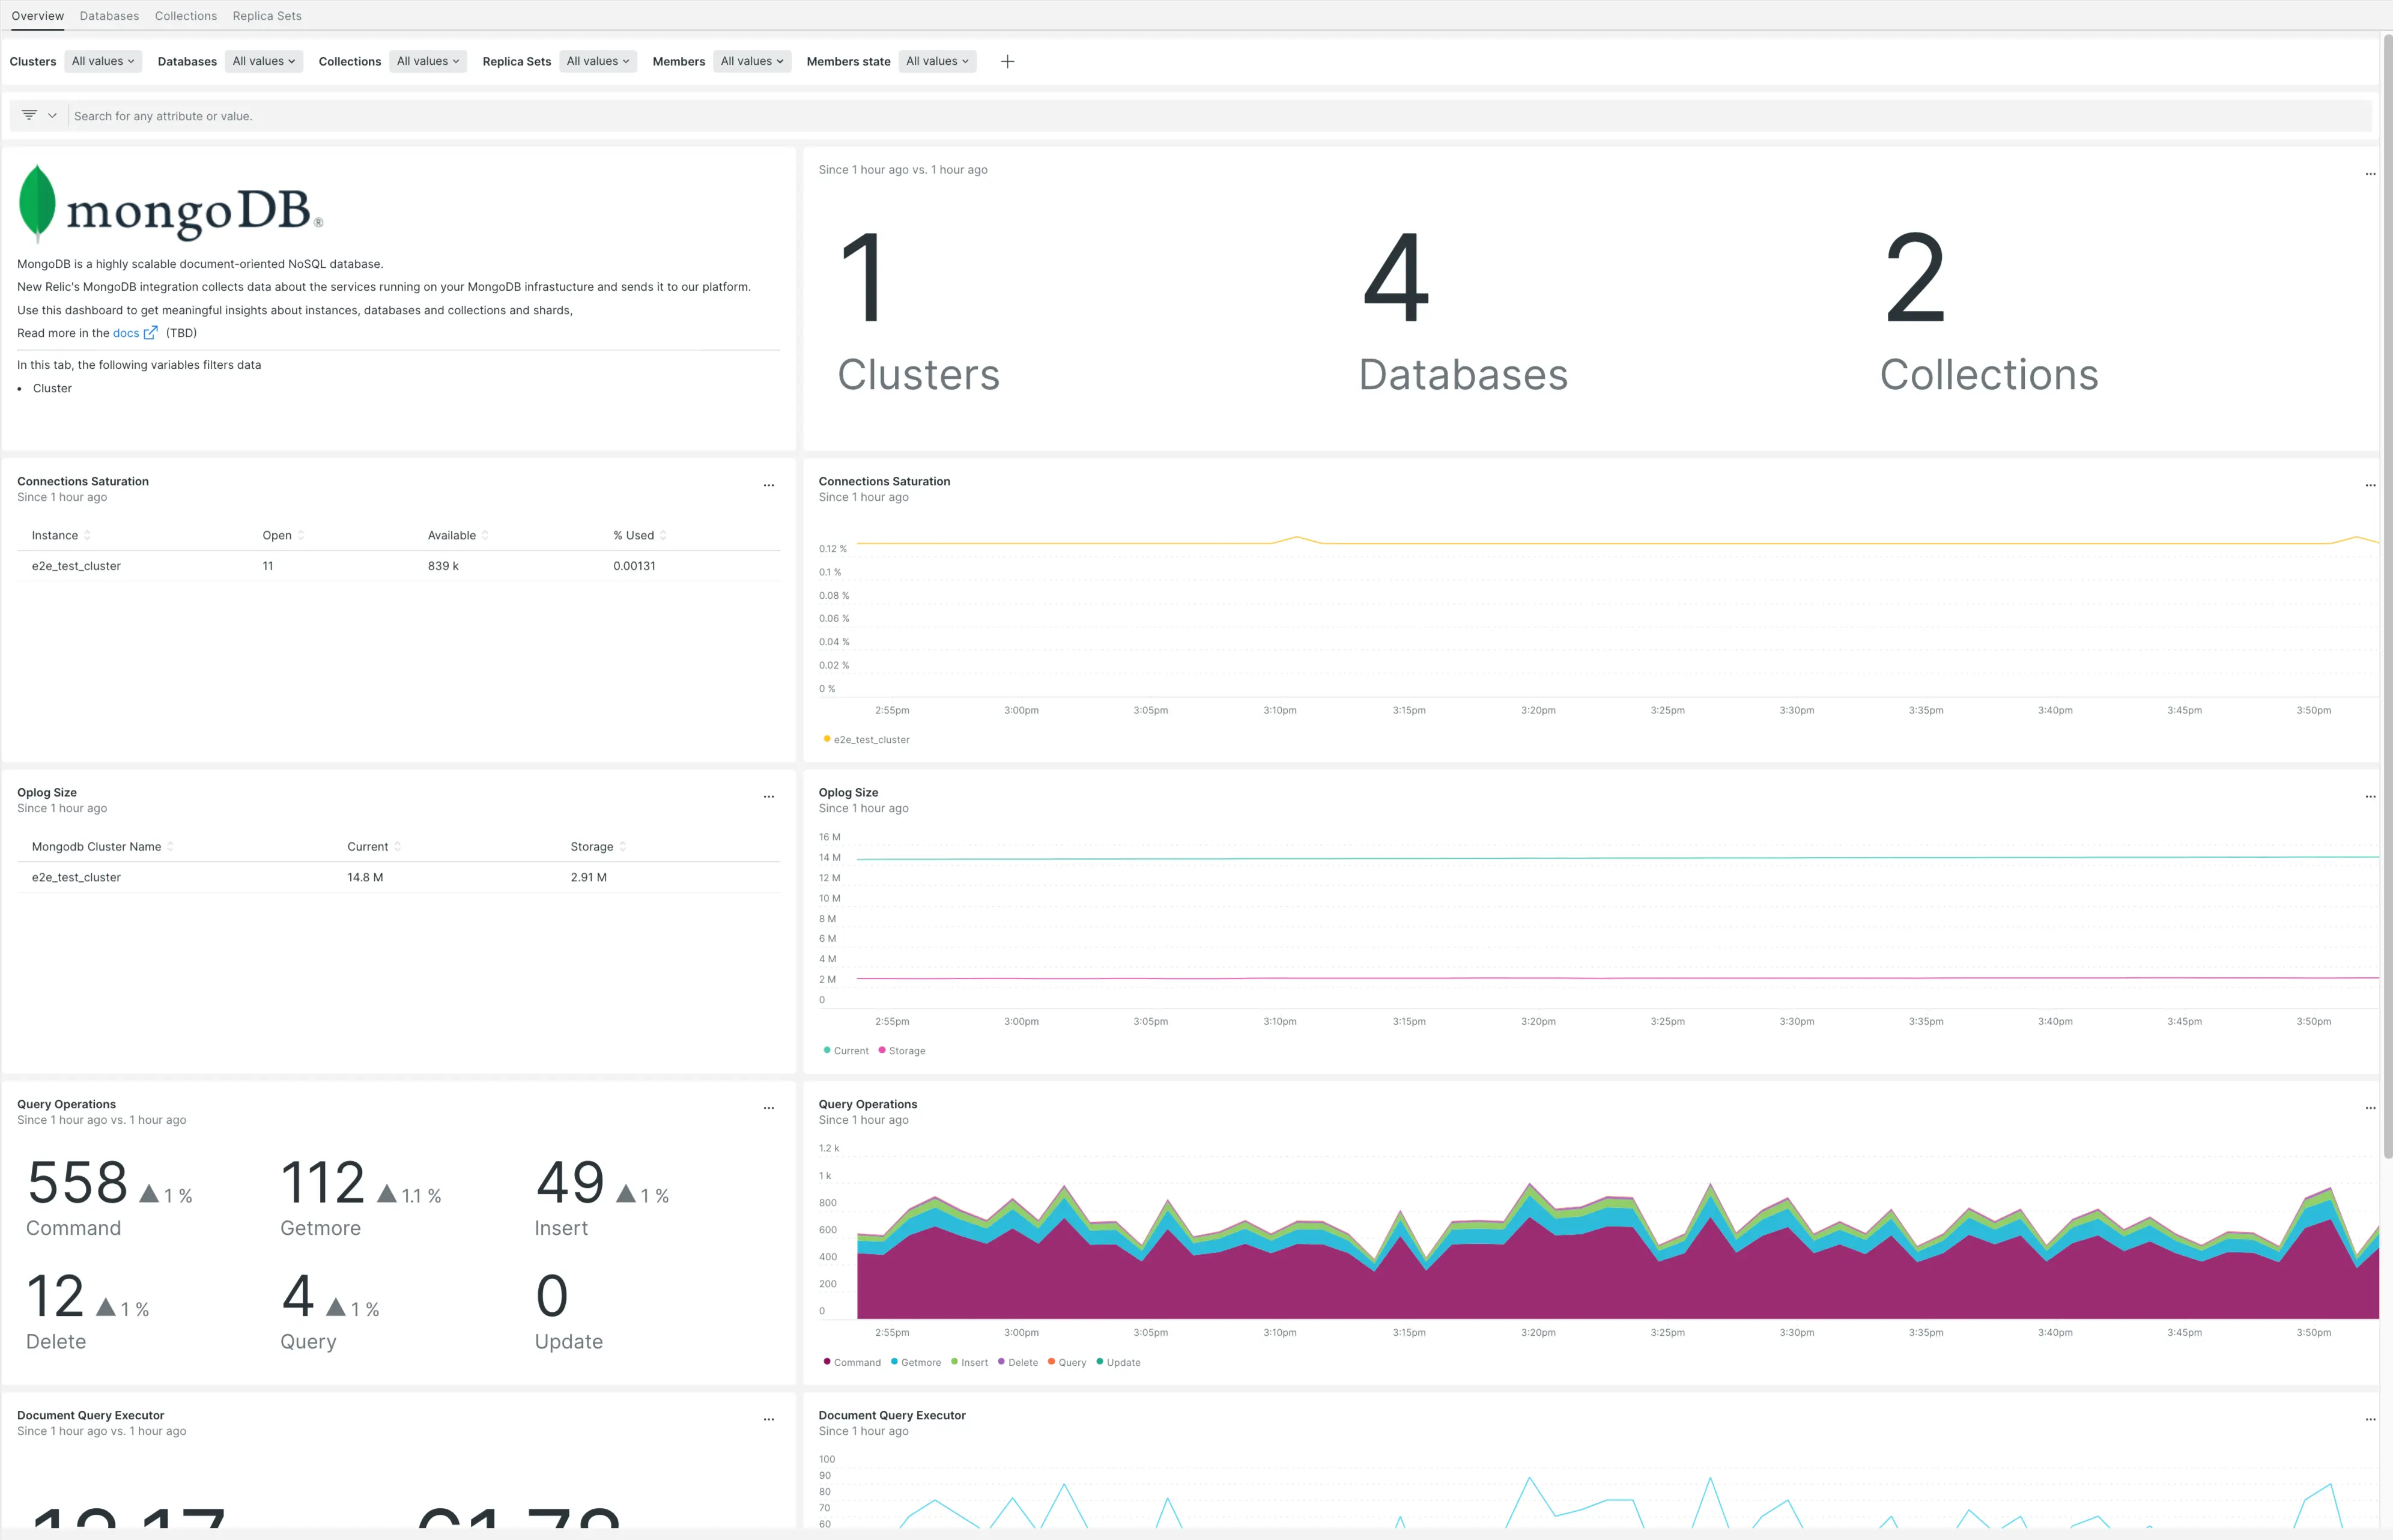 Overview Databases Collections Replica Sets
Clusters All values Databases All values Collections All values Replica Sets All values Members All values Members state All values
Search for any attribute or value.
mongoDB®
MongoDB is a highly scalable document-oriented NoSQL database.
New Relic's MongoDB integration collects data about the services running on your MongoDB infrastucture and sends it to our platform.
Use this dashboard to get meaningful insights about instances, databases and collections and shards,
Read more in the docs (TBD)
In this tab, the following variables filters data
• Cluster
Since 1 hour ago vs. 1 hour ago
...
1 4 2
Clusters Databases Collections
Connections Saturation
Since 1 hour ago
...
Instance Open Available % Used
e2e_test_cluster 11 839 k 0.00131
Connections Saturation
Since 1 hour ago
...
0.12 %
0.1 %
0.08 %
0.06 %
0.04 %
0.02 %
0 %
2:55pm 3:00pm 3:05pm 3:10pm 3:15pm 3:20pm 3:25pm 3:30pm 3:35pm 3:40pm 3:45pm 3:50pm
e2e_test_cluster
Oplog Size
Since 1 hour ago
...
Mongodb Cluster Name Current Storage
e2e_test_cluster 14.8 M 2.91 M
Oplog Size
Since 1 hour ago
...
16 M
14 M
12 M
10 M
8 M
6 M
4 M
2 M
0
2:55pm 3:00pm 3:05pm 3:10pm 3:15pm 3:20pm 3:25pm 3:30pm 3:35pm 3:40pm 3:45pm 3:50pm
Current Storage
Query Operations
Since 1 hour ago vs. 1 hour ago
...
558 ▲ 1 % 112 ▲ 1.1 % 49 ▲ 1 %
Command Getmore Insert
12 ▲ 1 % 4 ▲ 1 % 0
Delete Query Update
Query Operations
Since 1 hour ago
...
1.2 k
1 k
800
600
400
200
0
2:55pm 3:00pm 3:05pm 3:10pm 3:15pm 3:20pm 3:25pm 3:30pm 3:35pm 3:40pm 3:45pm 3:50pm
Command Getmore Insert Delete Query Update
Document Query Executor
Since 1 hour ago vs. 1 hour ago
...
Document Query Executor
Since 1 hour ago
...
100
90
80
70
60